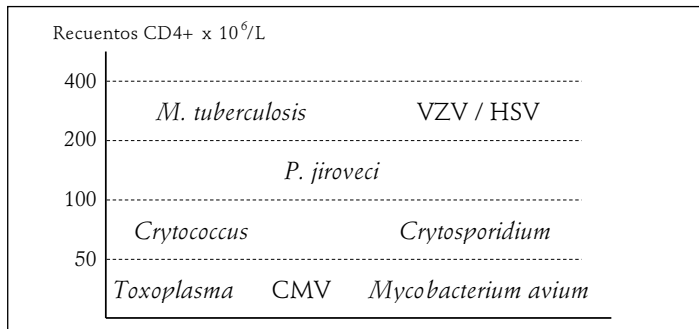 Recuentos CD4+ x 10⁶/L
400
M. tuberculosis VZV / HSV
200
P. jiroveci
100
Crytococcus Crytosporidium
50
Toxoplasma CMV Mycobacterium avium